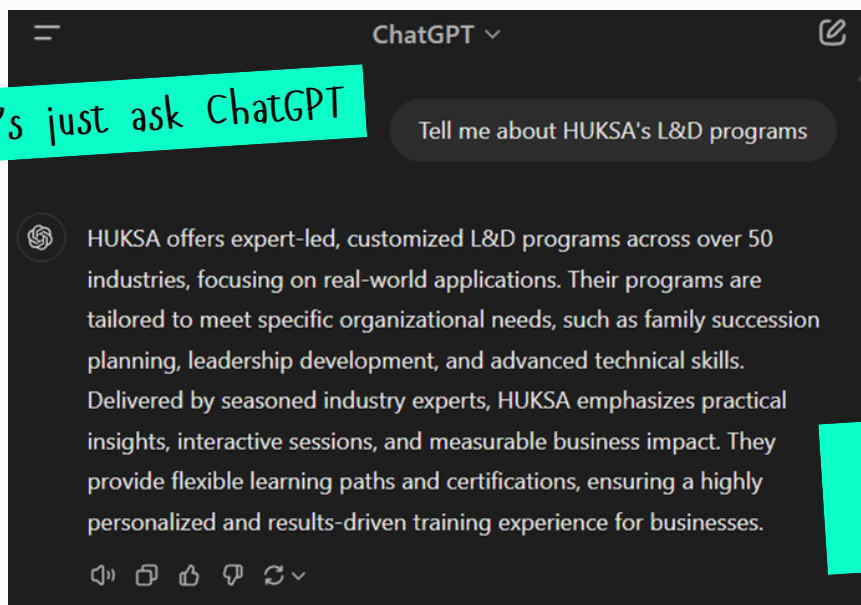 ChatGPT
's just ask ChatGPT
Tell me about HUKSA's L&D programs
HUKSA offers expert-led, customized L&D programs across over 50
industries, focusing on real-world applications. Their programs are
tailored to meet specific organizational needs, such as family succession
planning, leadership development, and advanced technical skills.
Delivered by seasoned industry experts, HUKSA emphasizes practical
insights, interactive sessions, and measurable business impact. They
provide flexible learning paths and certifications, ensuring a highly
personalized and results-driven training experience for businesses.